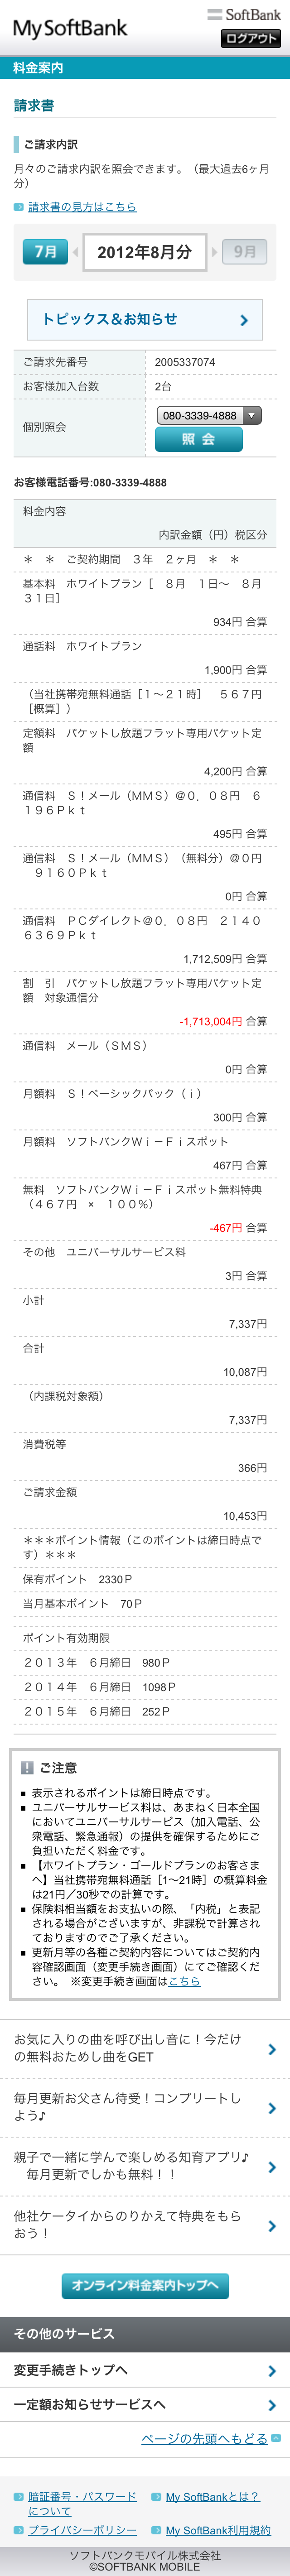 SoftBank
My SoftBank
ログアウト
料金案内
請求書
ご請求内訳
月々のご請求内訳を照会できます。（最大過去6ヶ月
分）
請求書の見方はこちら
7月
2012年8月分
9月
トピックス＆お知らせ
ご請求先番号 2005337074
お客様加入台数 2台
個別照会
080-3339-4888
照 会
お客様電話番号:080-3339-4888
料金内容
内訳金額（円）税区分
＊ ＊ ご契約期間 ３年 ２ヶ月 ＊ ＊
基本料 ホワイトプラン［ ８月 １日～ ８月
３１日］
934円 合算
通話料 ホワイトプラン
1,900円 合算
（当社携帯宛無料通話［１～２１時］ ５６７円
［概算］）
定額料 パケットし放題フラット専用パケット定
額
4,200円 合算
通信料 Ｓ！メール（ＭＭＳ）＠０．０８円 ６
１９６Ｐｋｔ
495円 合算
通信料 Ｓ！メール（ＭＭＳ）（無料分）＠０円
９１６０Ｐｋｔ
0円 合算
通信料 ＰＣダイレクト＠０．０８円 ２１４０
６３６９Ｐｋｔ
1,712,509円 合算
割 引 パケットし放題フラット専用パケット定
額 対象通信分
-1,713,004円 合算
通信料 メール（ＳＭＳ）
0円 合算
月額料 Ｓ！ベーシックパック（ｉ）
300円 合算
月額料 ソフトバンクＷｉ－Ｆｉスポット
467円 合算
無料 ソフトバンクＷｉ－Ｆｉスポット無料特典
（４６７円 × １００％）
-467円 合算
その他 ユニバーサルサービス料
3円 合算
小計
7,337円
合計
10,087円
（内課税対象額）
7,337円
消費税等
366円
ご請求金額
10,453円
＊＊＊ポイント情報（このポイントは締日時点で
す）＊＊＊
保有ポイント 2330Ｐ
当月基本ポイント 70Ｐ
ポイント有効期限
２０１３年 ６月締日 980Ｐ
２０１４年 ６月締日 1098Ｐ
２０１５年 ６月締日 252Ｐ
ご注意
■ 表示されるポイントは締日時点です。
■ ユニバーサルサービス料は、あまねく日本全国
においてユニバーサルサービス（加入電話、公
衆電話、緊急通報）の提供を確保するためにご
負担いただく料金です。
■ 【ホワイトプラン・ゴールドプランのお客さま
へ】当社携帯宛無料通話［1～21時］の概算料金
は21円／30秒での計算です。
■ 保険料相当額をお支払いの際、「内税」と表記
される場合がございますが、非課税で計算され
ておりますのでご了承ください。
■ 更新月等の各種ご契約内容についてはご契約内
容確認画面（変更手続き画面）にてご確認くだ
さい。 ※変更手続き画面はこちら
お気に入りの曲を呼び出し音に！今だけ
の無料おためし曲をGET
毎月更新お父さん待受！コンプリートし
よう♪
親子で一緒に学んで楽しめる知育アプリ♪
毎月更新でしかも無料！！
他社ケータイからのりかえて特典をもら
おう！
オンライン料金案内トップへ
その他のサービス
変更手続きトップへ
一定額お知らせサービスへ
ページの先頭へもどる
暗証番号・パスワード
について
My SoftBankとは？
プライバシーポリシー
My SoftBank利用規約
ソフトバンクモバイル株式会社
©SOFTBANK MOBILE